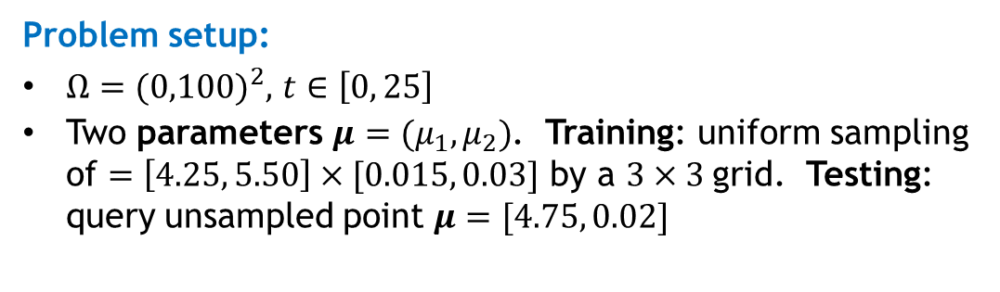 Problem setup:
• Ω = (0,100)², t ∈ [0, 25]
• Two parameters μ = (μ₁, μ₂). Training: uniform sampling
of = [4.25, 5.50] × [0.015, 0.03] by a 3 × 3 grid. Testing:
query unsampled point μ = [4.75, 0.02]